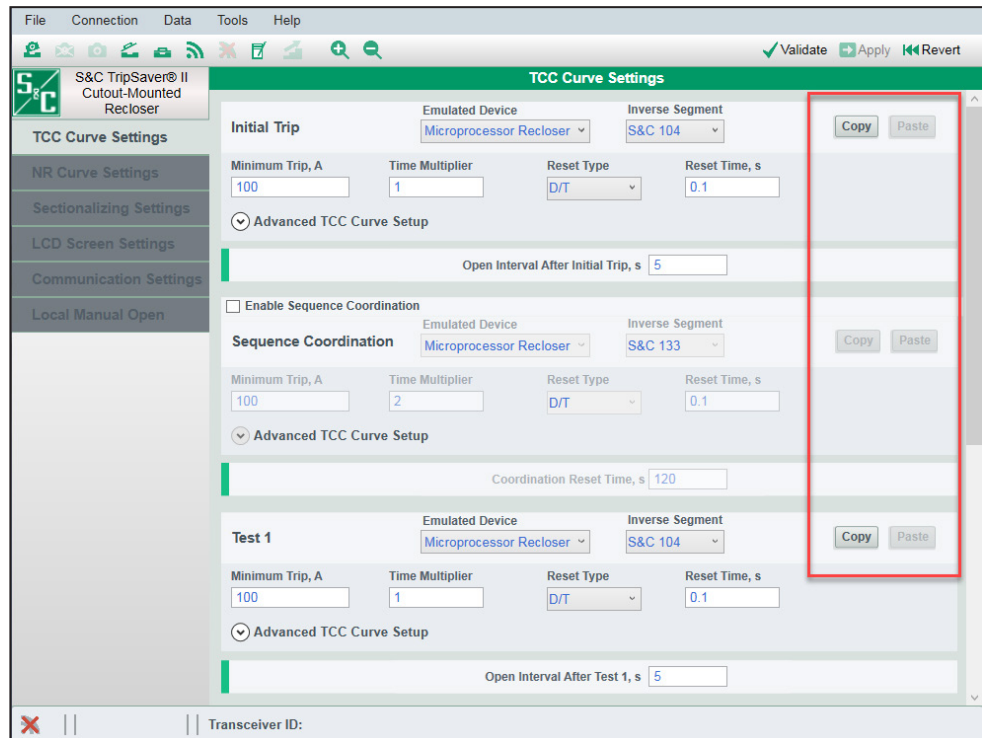 File Connection Data Tools Help
Validate Apply Revert
S&C
S&C TripSaver® II
Cutout-Mounted
Recloser
TCC Curve Settings
NR Curve Settings
Sectionalizing Settings
LCD Screen Settings
Communication Settings
Local Manual Open
TCC Curve Settings
Initial Trip
Emulated Device
Microprocessor Recloser
Inverse Segment
S&C 104
Copy Paste
Minimum Trip, A
100
Time Multiplier
1
Reset Type
D/T
Reset Time, s
0.1
Advanced TCC Curve Setup
Open Interval After Initial Trip, s 5
Enable Sequence Coordination
Sequence Coordination
Emulated Device
Microprocessor Recloser
Inverse Segment
S&C 133
Copy Paste
Minimum Trip, A
100
Time Multiplier
2
Reset Type
D/T
Reset Time, s
0.1
Advanced TCC Curve Setup
Coordination Reset Time, s 120
Test 1
Emulated Device
Microprocessor Recloser
Inverse Segment
S&C 104
Copy Paste
Minimum Trip, A
100
Time Multiplier
1
Reset Type
D/T
Reset Time, s
0.1
Advanced TCC Curve Setup
Open Interval After Test 1, s 5
Transceiver ID: